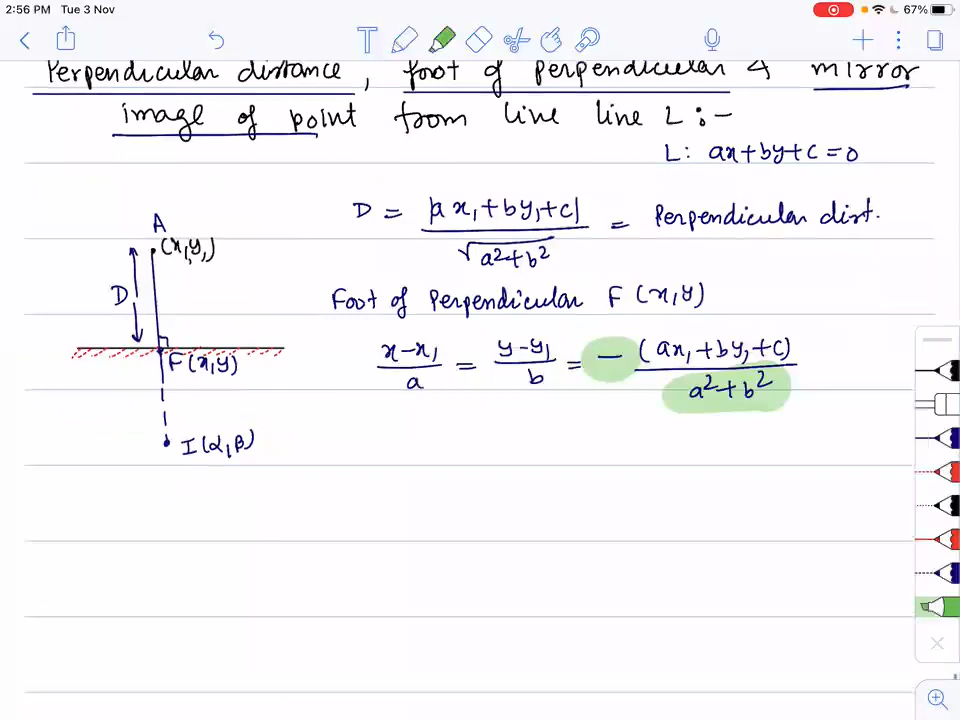 2:56 PM Tue 3 Nov
67%
Perpendicular distance, foot of perpendicular & mirror
image of point from line line L:-
L: ax+by+c=0
D = |ax₁+by₁+c| / √(a²+b²) = Perpendicular dist.
A
(x₁,y₁)
D
Foot of perpendicular F(x,y)
(x-x₁)/a = (y-y₁)/b = -(ax₁+by₁+c)/(a²+b²)
F(x,y)
I(α,β)